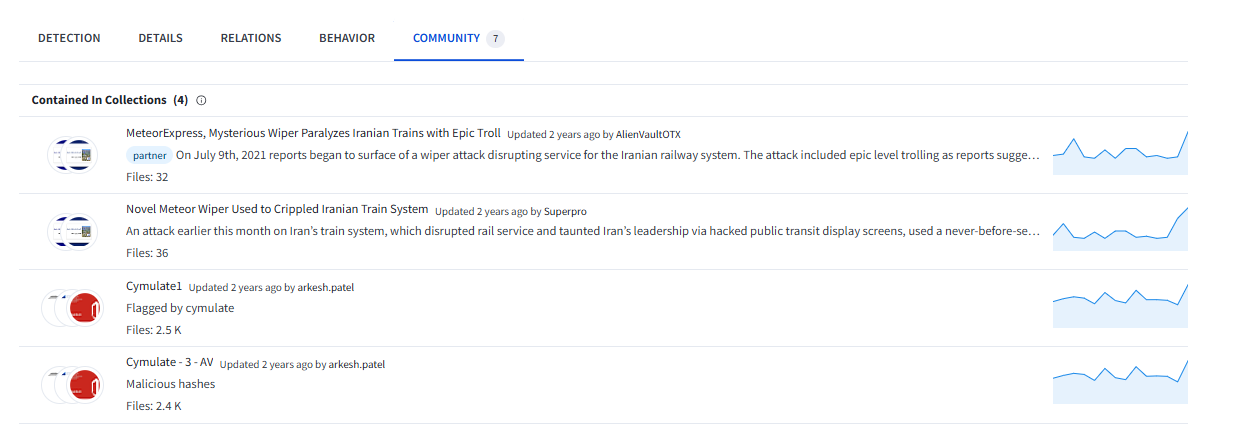 DETECTION DETAILS RELATIONS BEHAVIOR COMMUNITY 7
Contained In Collections (4)
MeteorExpress, Mysterious Wiper Paralyzes Iranian Trains with Epic Troll Updated 2 years ago by AlienVaultOTX
partner On July 9th, 2021 reports began to surface of a wiper attack disrupting service for the Iranian railway system. The attack included epic level trolling as reports sugge…
Files: 32
Novel Meteor Wiper Used to Crippled Iranian Train System Updated 2 years ago by Superpro
An attack earlier this month on Iran’s train system, which disrupted rail service and taunted Iran’s leadership via hacked public transit display screens, used a never-before-se…
Files: 36
Cymulate1 Updated 2 years ago by arkesh.patel
Flagged by cymulate
Files: 2.5 K
Cymulate - 3 - AV Updated 2 years ago by arkesh.patel
Malicious hashes
Files: 2.4 K